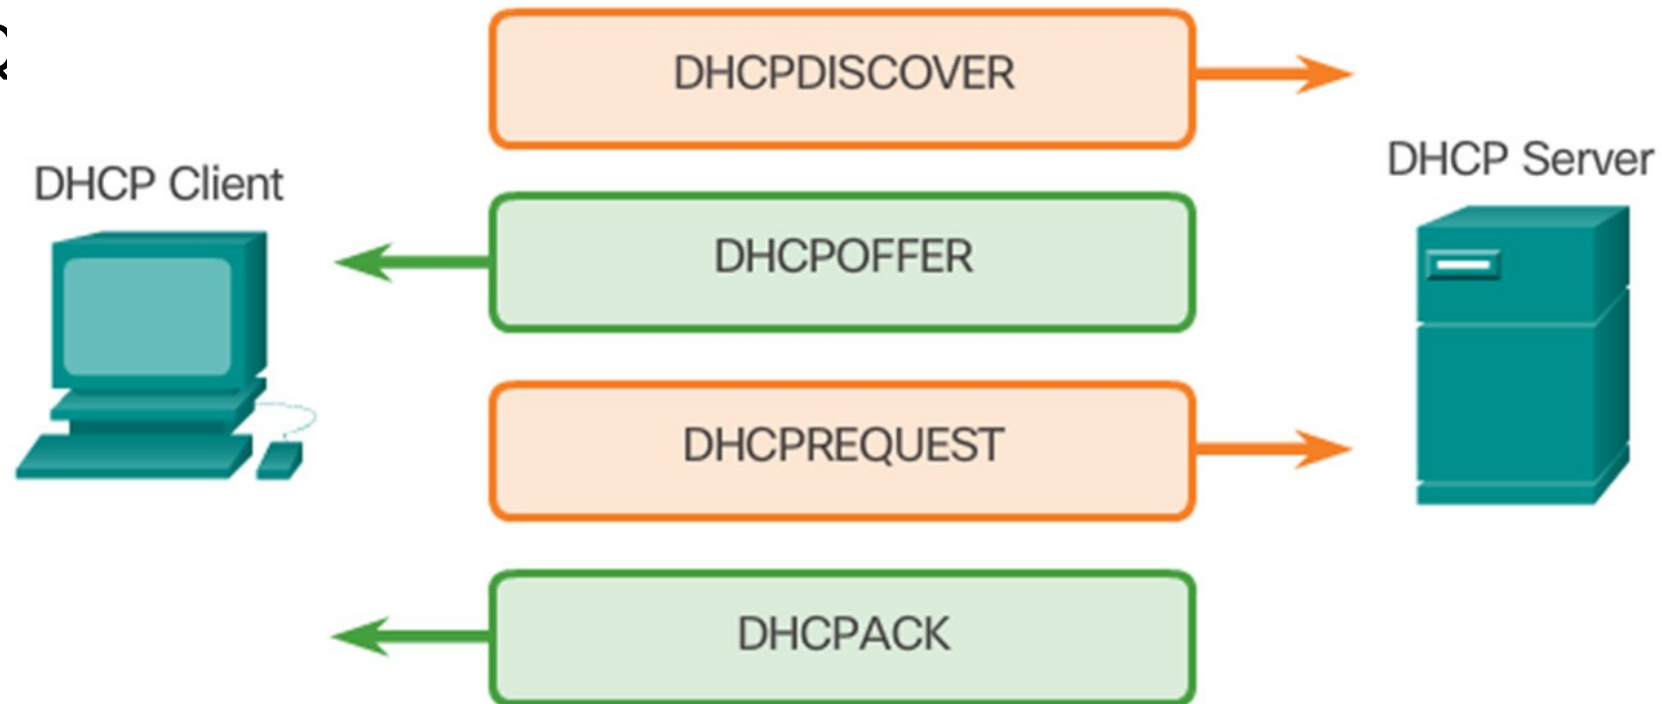 DHCPDISCOVER
DHCP Server
DHCP Client
DHCPOFFER
DHCPREQUEST
DHCPACK